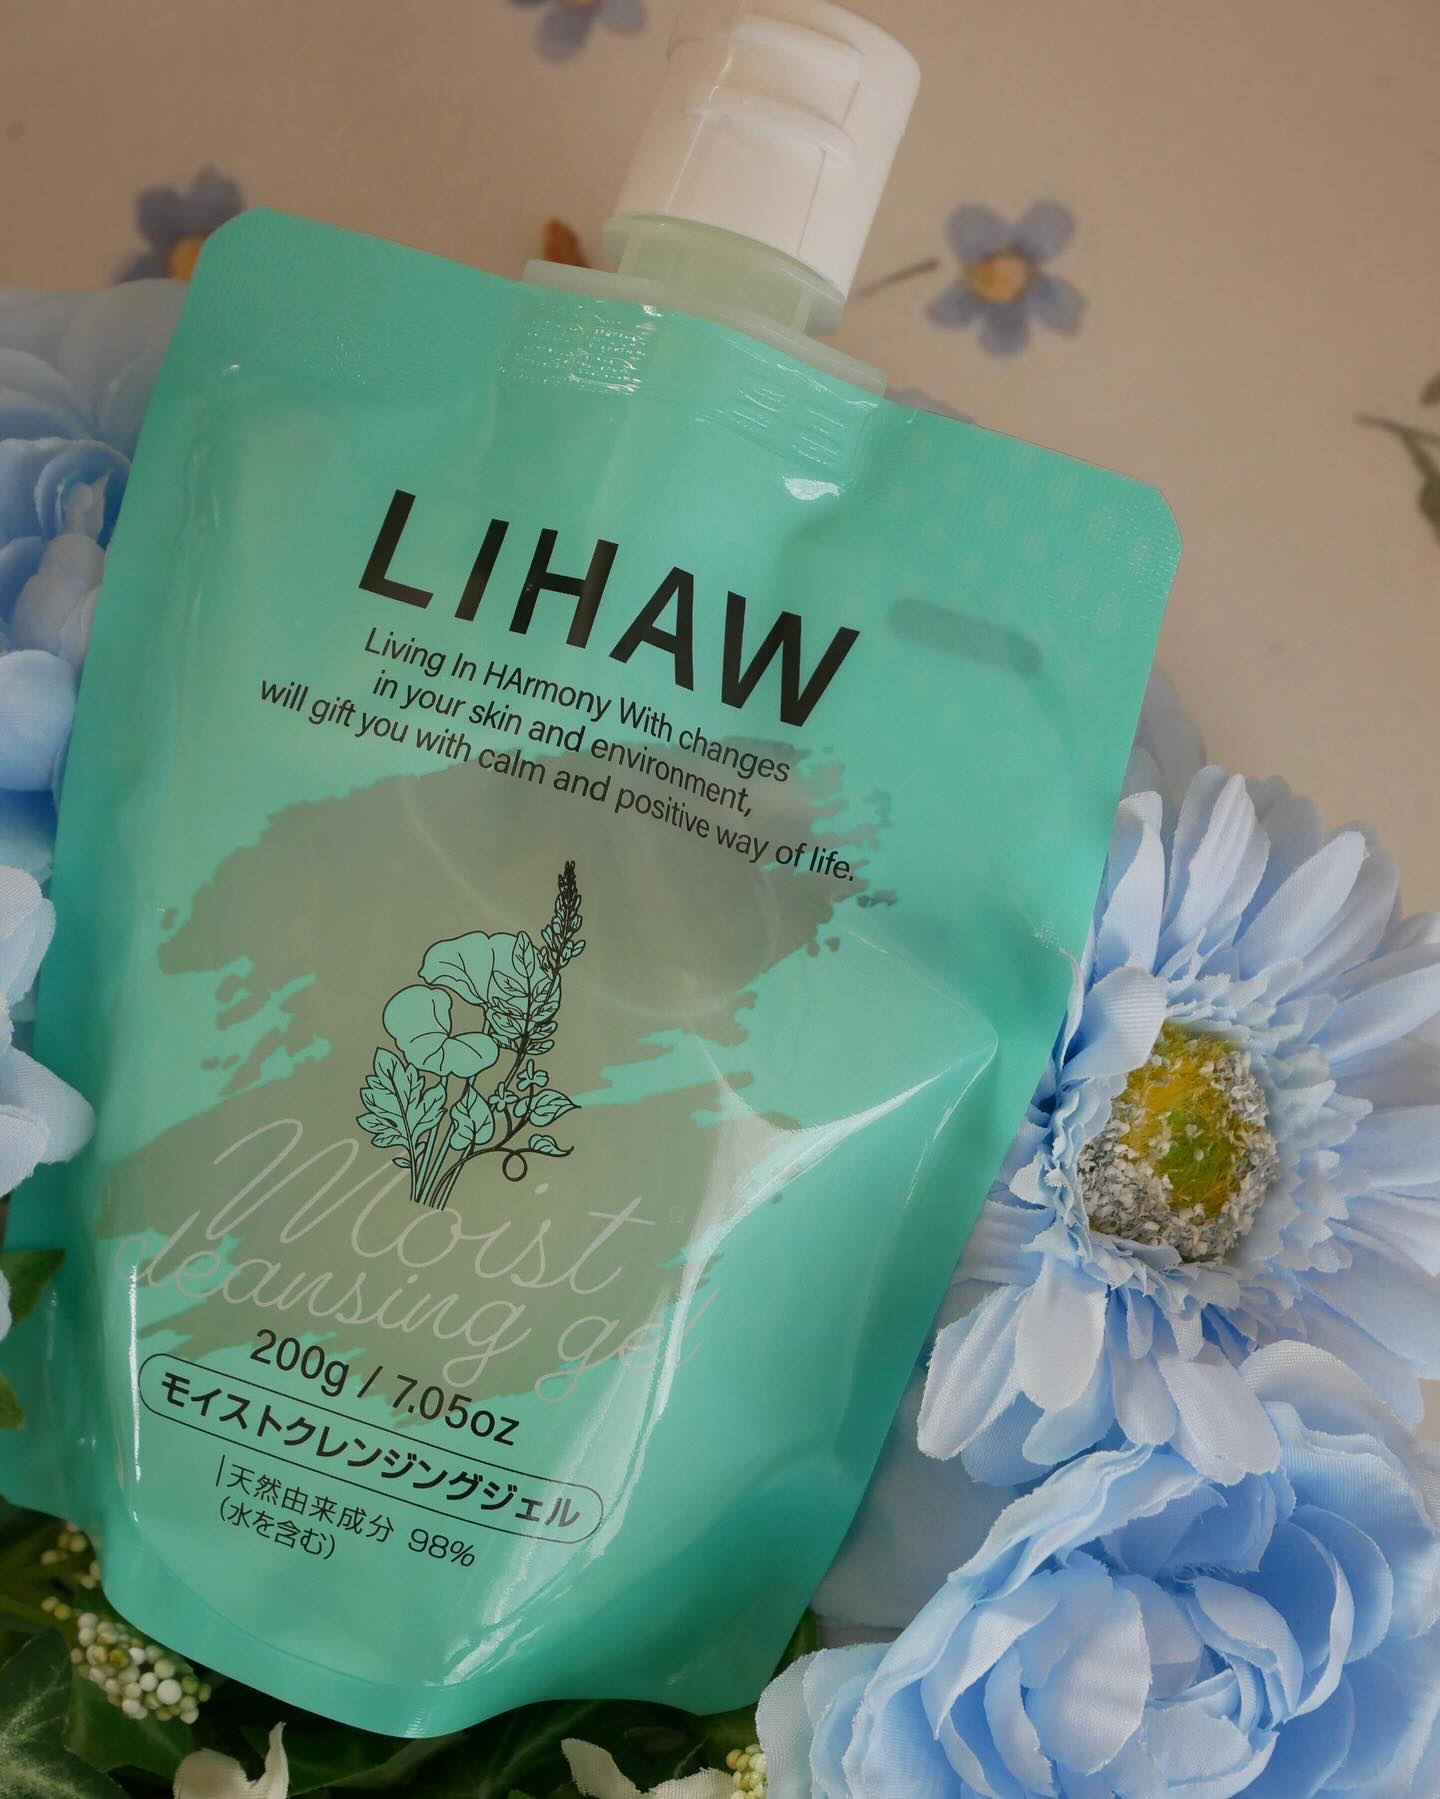 LIHAW
Living In HArmony With changes
in your skin and environment,
will gift you with calm and positive way of life.
Moist
cleansing gel
200g / 7.05oz
モイストクレンジングジェル
天然由来成分 98%
(水を含む)